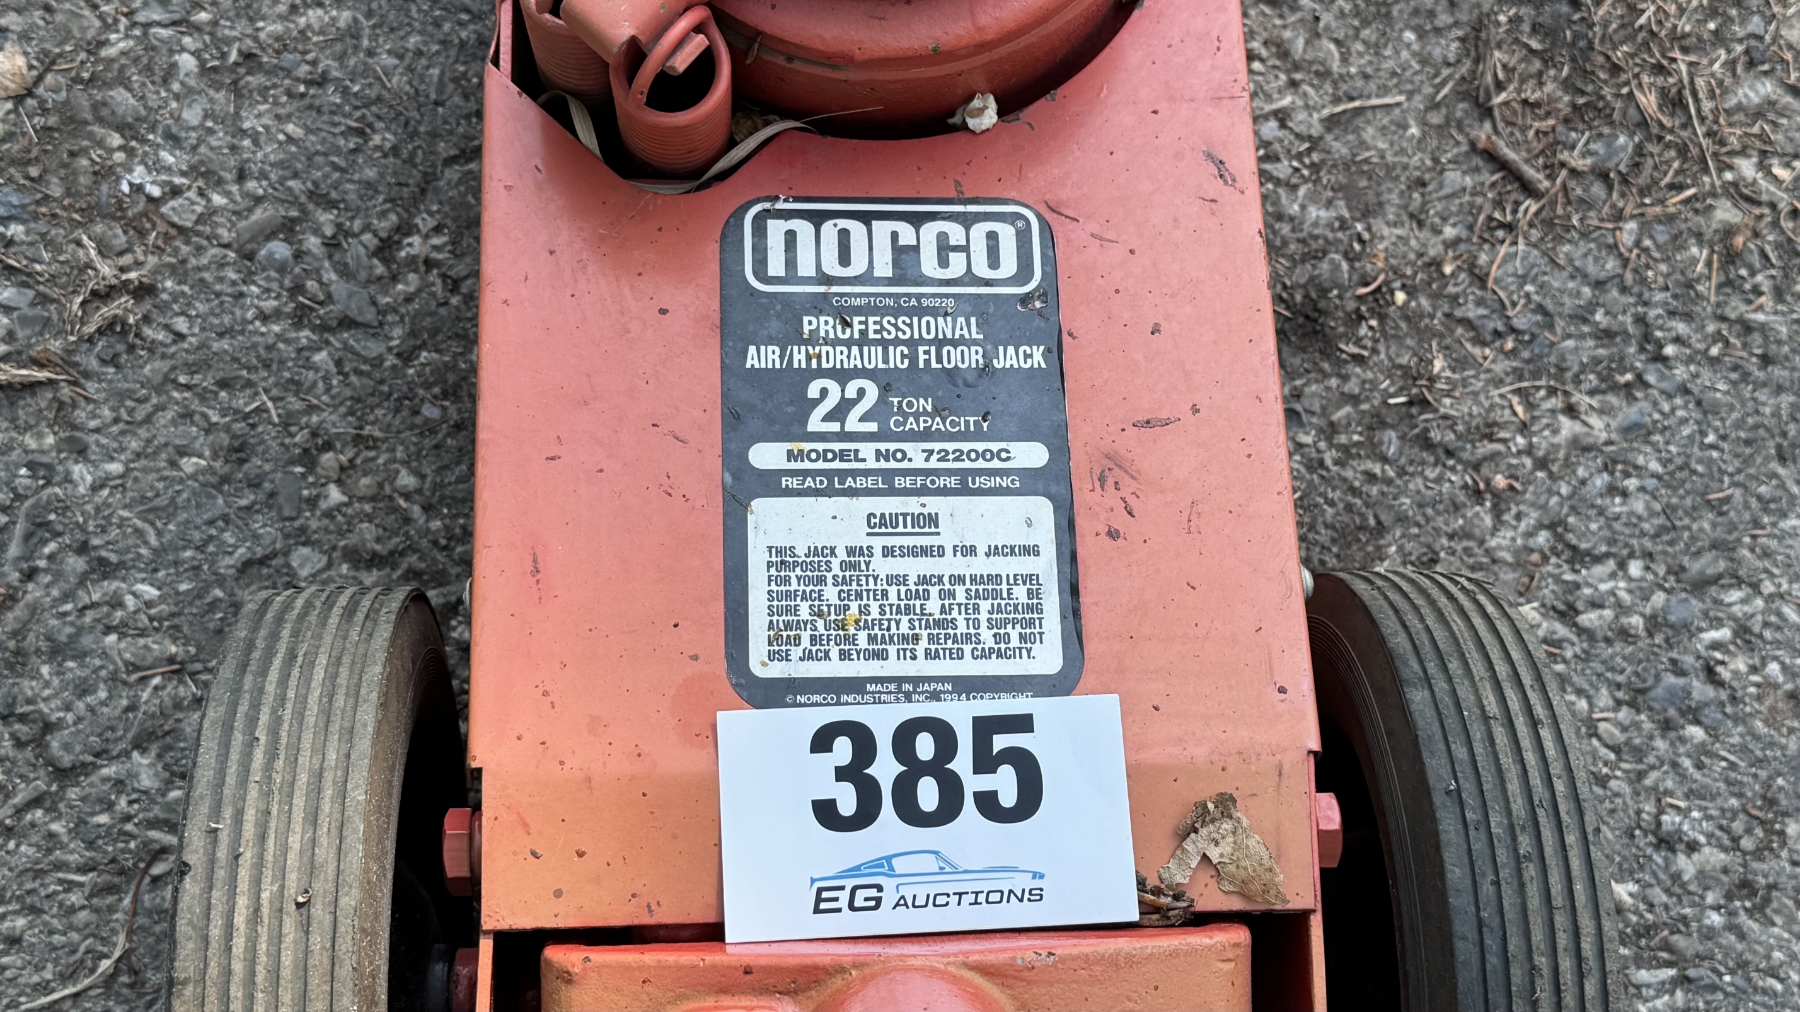 norco®
COMPTON, CA 90220
PROFESSIONAL
AIR/HYDRAULIC FLOOR JACK
22 TON
CAPACITY
MODEL NO. 72200C
READ LABEL BEFORE USING
CAUTION
THIS JACK WAS DESIGNED FOR JACKING
PURPOSES ONLY.
FOR YOUR SAFETY: USE JACK ON HARD LEVEL
SURFACE. CENTER LOAD ON SADDLE. BE
SURE SETUP IS STABLE. AFTER JACKING
ALWAYS USE SAFETY STANDS TO SUPPORT
LOAD BEFORE MAKING REPAIRS. DO NOT
USE JACK BEYOND ITS RATED CAPACITY.
MADE IN JAPAN
© NORCO INDUSTRIES, INC., 1994 COPYRIGHT
385
EG AUCTIONS